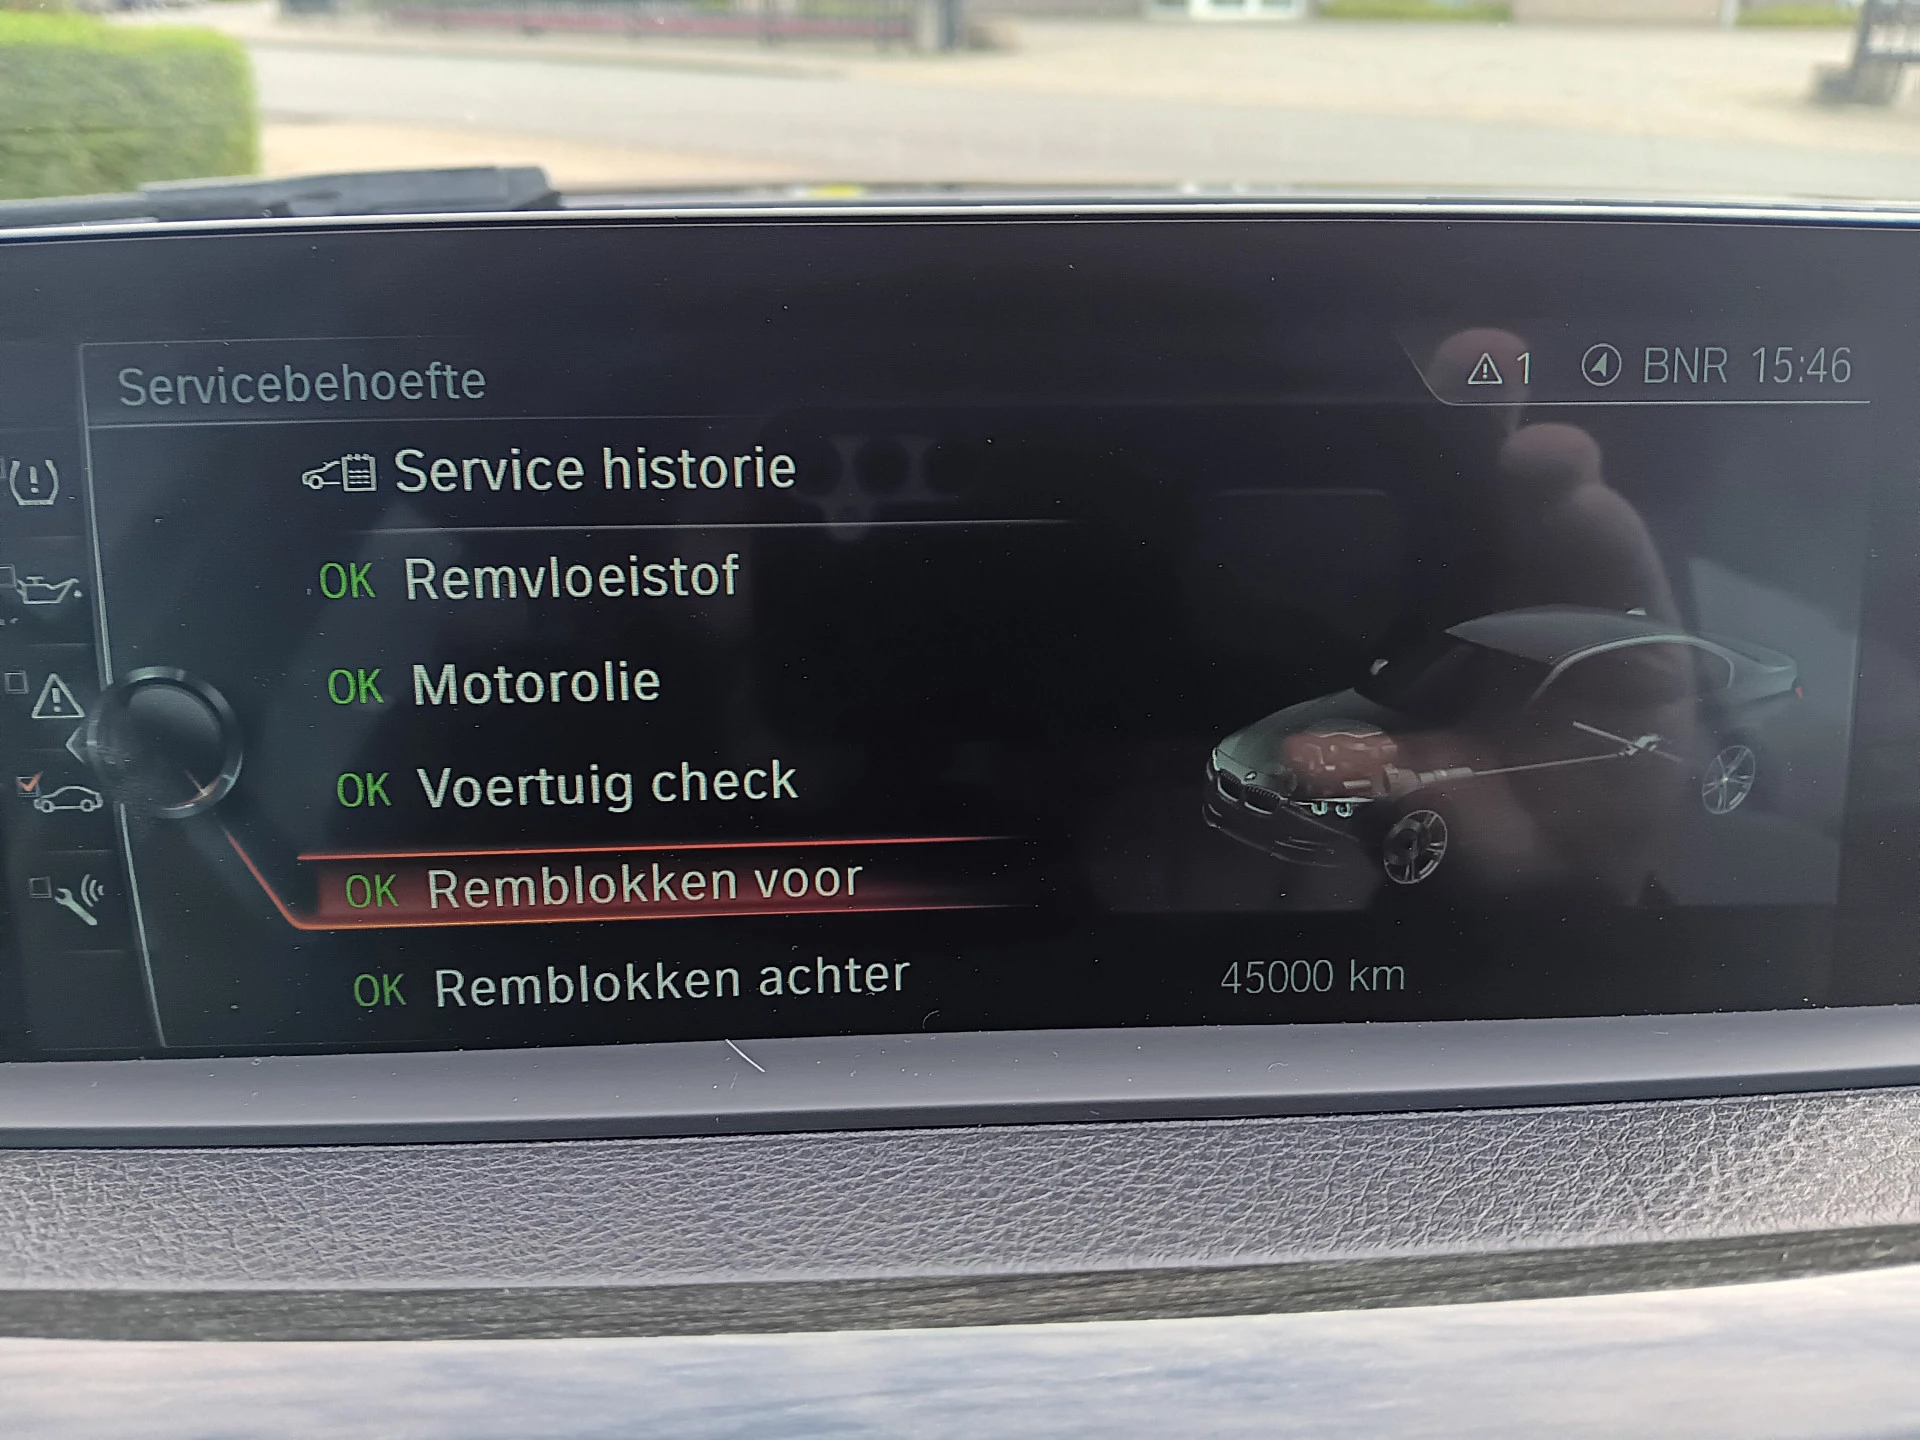 Servicebehoefte
1 BNR 15:46
Service historie
OK Remvloeistof
OK Motorolie
OK Voertuig check
OK Remblokken voor
OK Remblokken achter
45000 km